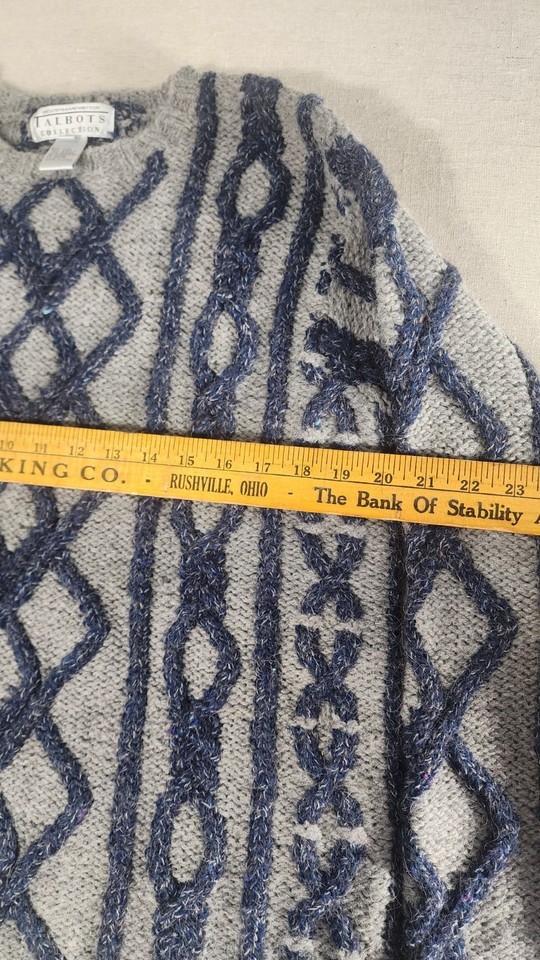 TALBOTS
COLLECTION
10 11 12 13 14 15 16 17 18 19 20 21 22 23
KING CO. - RUSHVILLE, OHIO - The Bank Of Stability A